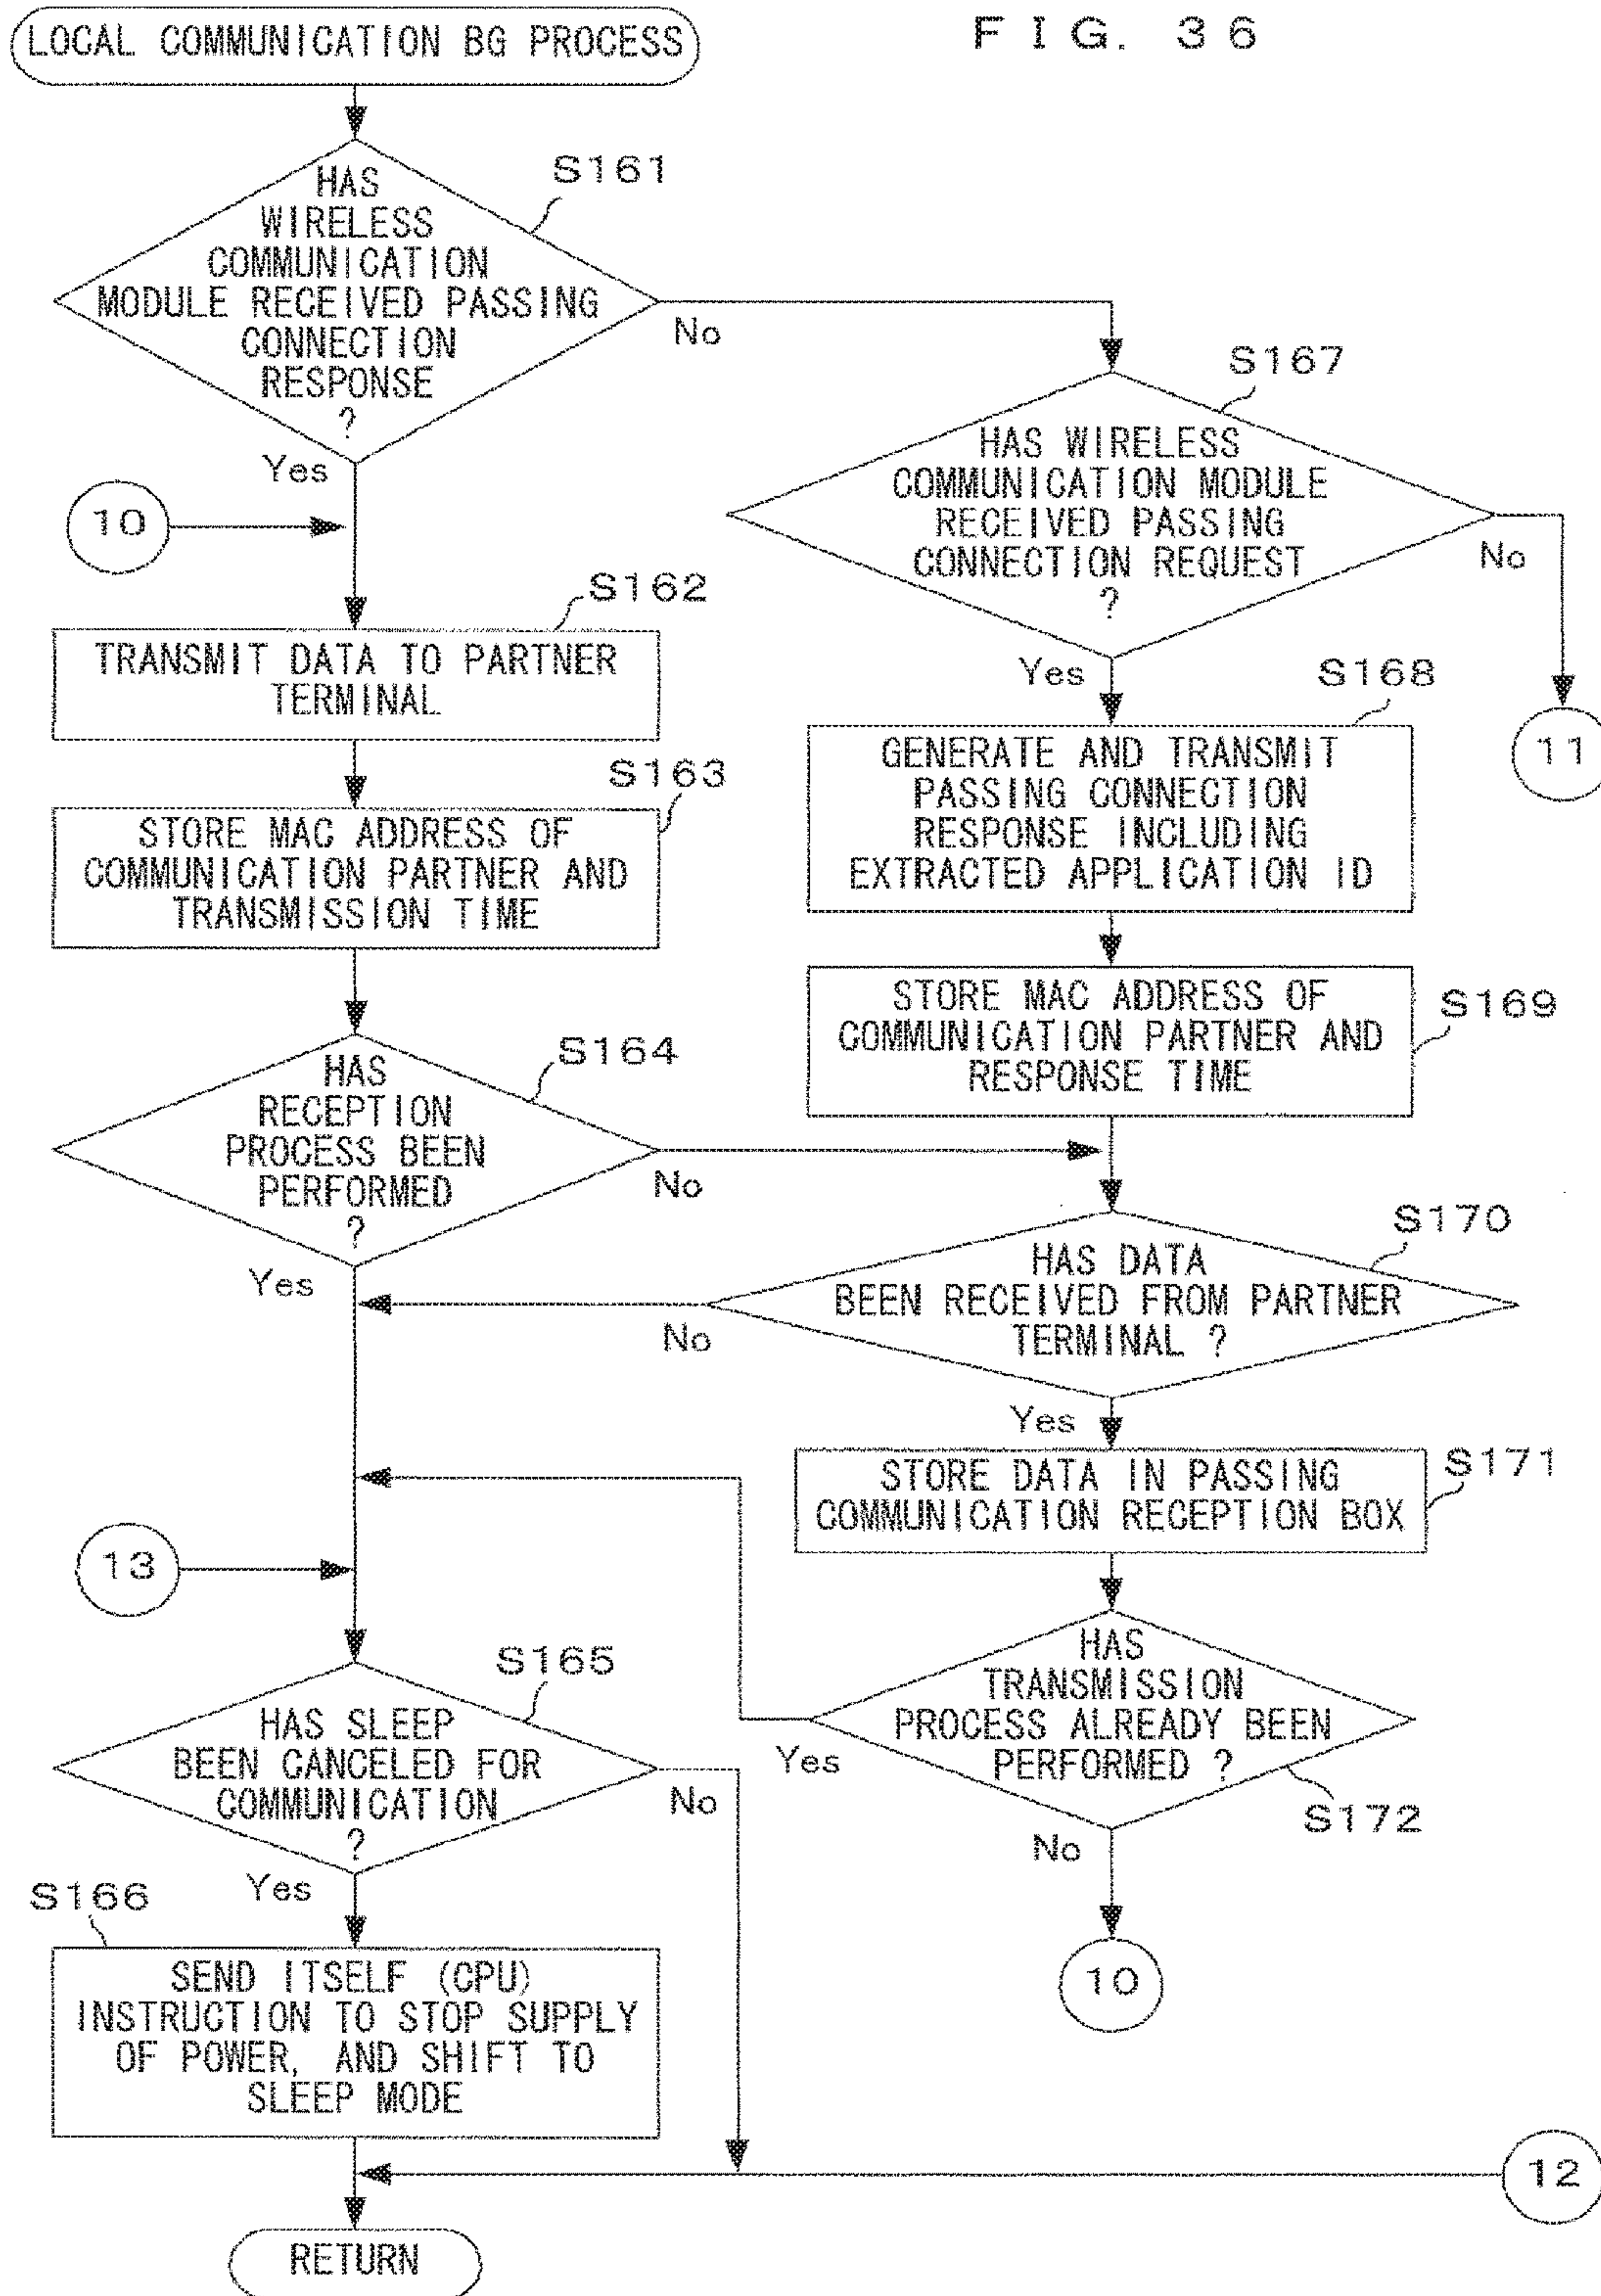 FIG. 36
LOCAL COMMUNICATION BG PROCESS
S161
HAS
WIRELESS
COMMUNICATION
MODULE RECEIVED PASSING
CONNECTION
RESPONSE
?
No
Yes
10
S162
TRANSMIT DATA TO PARTNER
TERMINAL
S163
STORE MAC ADDRESS OF
COMMUNICATION PARTNER AND
TRANSMISSION TIME
S164
HAS
RECEPTION
PROCESS BEEN
PERFORMED
?
No
Yes
13
S165
HAS SLEEP
BEEN CANCELED FOR
COMMUNICATION
?
No
Yes
S166
SEND ITSELF (CPU)
INSTRUCTION TO STOP SUPPLY
OF POWER, AND SHIFT TO
SLEEP MODE
RETURN
S167
HAS WIRELESS
COMMUNICATION MODULE
RECEIVED PASSING
CONNECTION REQUEST
?
No
11
Yes
S168
GENERATE AND TRANSMIT
PASSING CONNECTION
RESPONSE INCLUDING
EXTRACTED APPLICATION ID
S169
STORE MAC ADDRESS OF
COMMUNICATION PARTNER AND
RESPONSE TIME
S170
HAS DATA
BEEN RECEIVED FROM PARTNER
TERMINAL ?
No
Yes
S171
STORE DATA IN PASSING
COMMUNICATION RECEPTION BOX
HAS
TRANSMISSION
PROCESS ALREADY BEEN
PERFORMED ?
Yes
S172
No
10
12